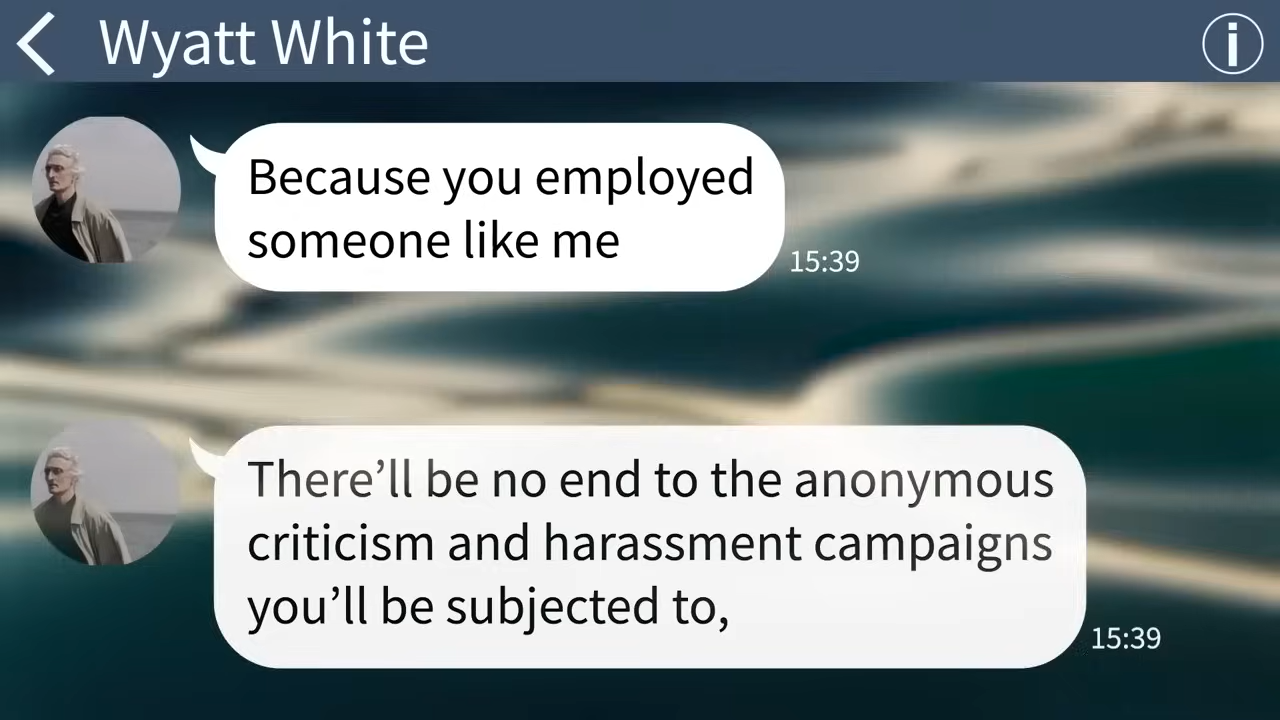 Wyatt White
Because you employed
someone like me
15:39
There’ll be no end to the anonymous
criticism and harassment campaigns
you’ll be subjected to,
15:39